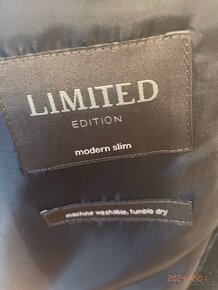 LIMITED
EDITION
modern slim
machine washable, tumble dry